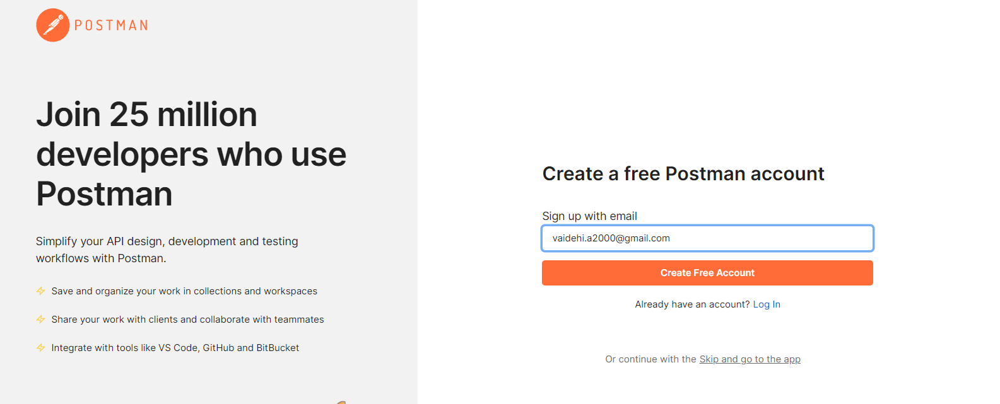 POSTMAN
Join 25 million
developers who use
Postman
Simplify your API design, development and testing
workflows with Postman.
Save and organize your work in collections and workspaces
Share your work with clients and collaborate with teammates
Integrate with tools like VS Code, GitHub and BitBucket
Create a free Postman account
Sign up with email
vaidehi.a2000@gmail.com
Create Free Account
Already have an account? Log In
Or continue with the Skip and go to the app